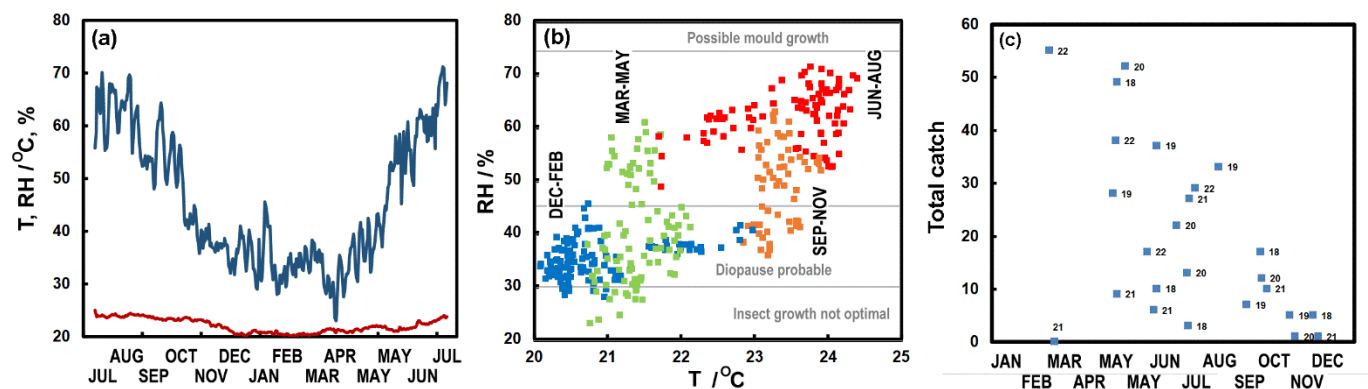 (a)
T, RH /°C, %
80
70
60
50
40
30
20
AUG OCT DEC FEB APR MAY JUL
JUL SEP NOV JAN MAR MAY JUN
(b)
RH / %
80
70
60
50
40
30
20
Possible mould growth
DEC-FEB
MAR-MAY
JUN-AUG
SEP-NOV
Diopause probable
Insect growth not optimal
20 21 22 23 24 25
T /°C
(c)
Total catch
60
50
40
30
20
10
0
22
20
18
22
19
19
19
22
21
20
22
18
20
21
20
18
21
19
18
21
18
20
21
19
18
20
21
JAN MAR MAY JUN AUG OCT DEC
FEB APR MAY JUL SEP NOV